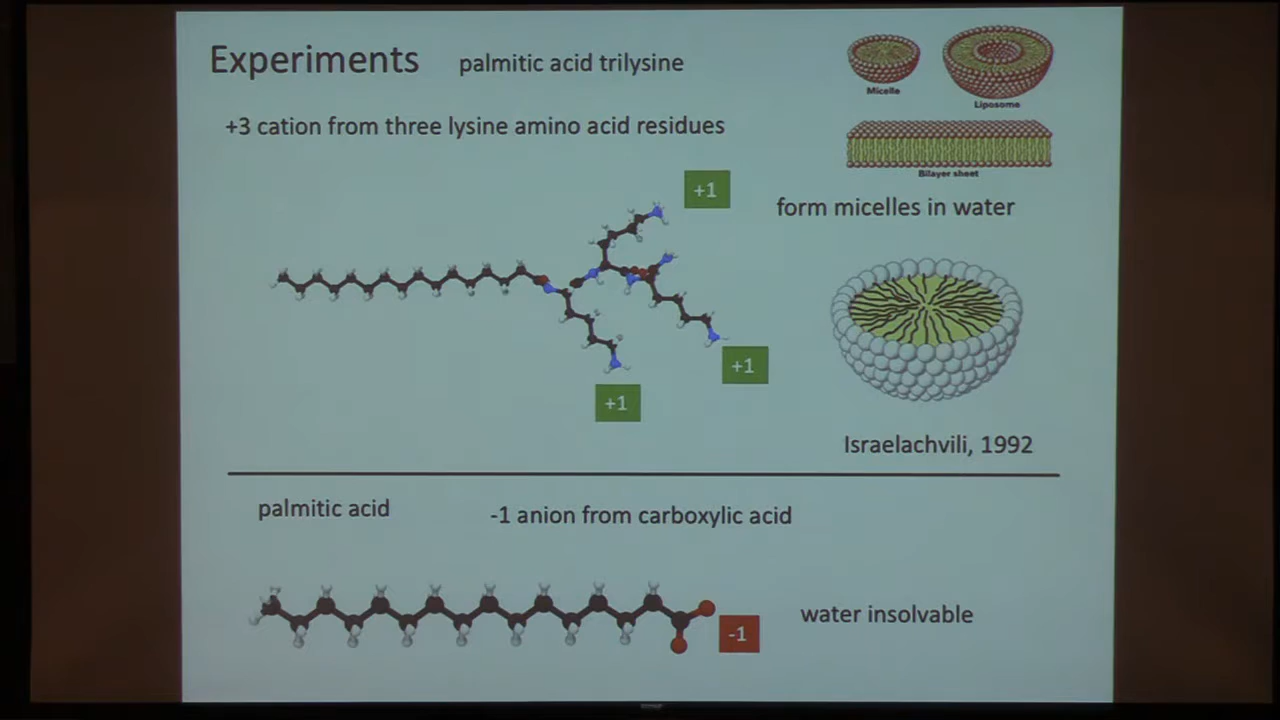 Experiments
palmitic acid trilysine
Micelle
Liposome
+3 cation from three lysine amino acid residues
Bilayer sheet
+1
form micelles in water
+1
+1
Israelachvili, 1992
palmitic acid
-1 anion from carboxylic acid
water insolvable
-1